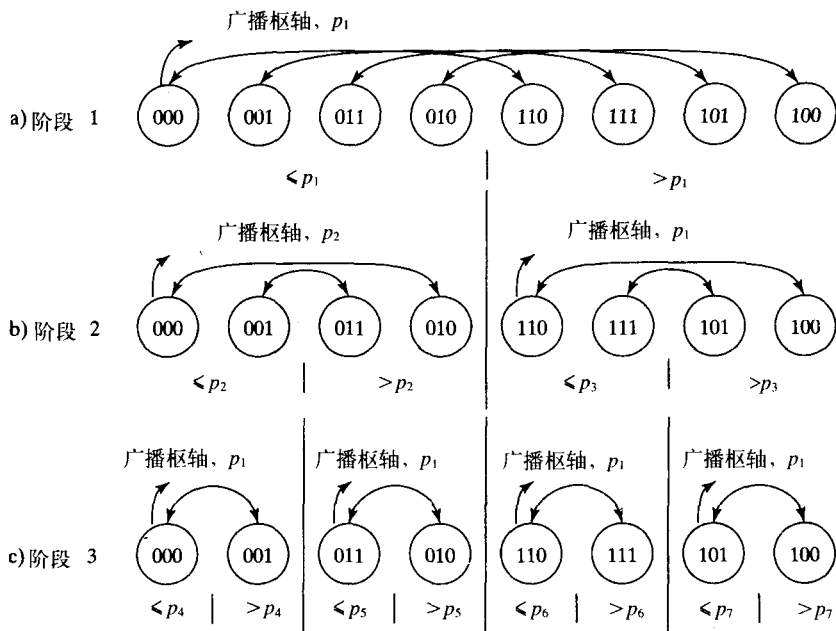 广播枢轴，p₁
a)阶段 1 000 001 011 010 110 111 101 100
≤p₁ | >p₁
广播枢轴，p₂ 广播枢轴，p₁
b)阶段 2 000 001 011 010 110 111 101 100
≤p₂ | >p₂ ≤p₃ | >p₃
广播枢轴，p₁ 广播枢轴，p₁ 广播枢轴，p₁ 广播枢轴，p₁
c)阶段 3 000 001 011 010 110 111 101 100
≤p₄ | >p₄ ≤p₅ | >p₅ ≤p₆ | >p₆ ≤p₇ | >p₇